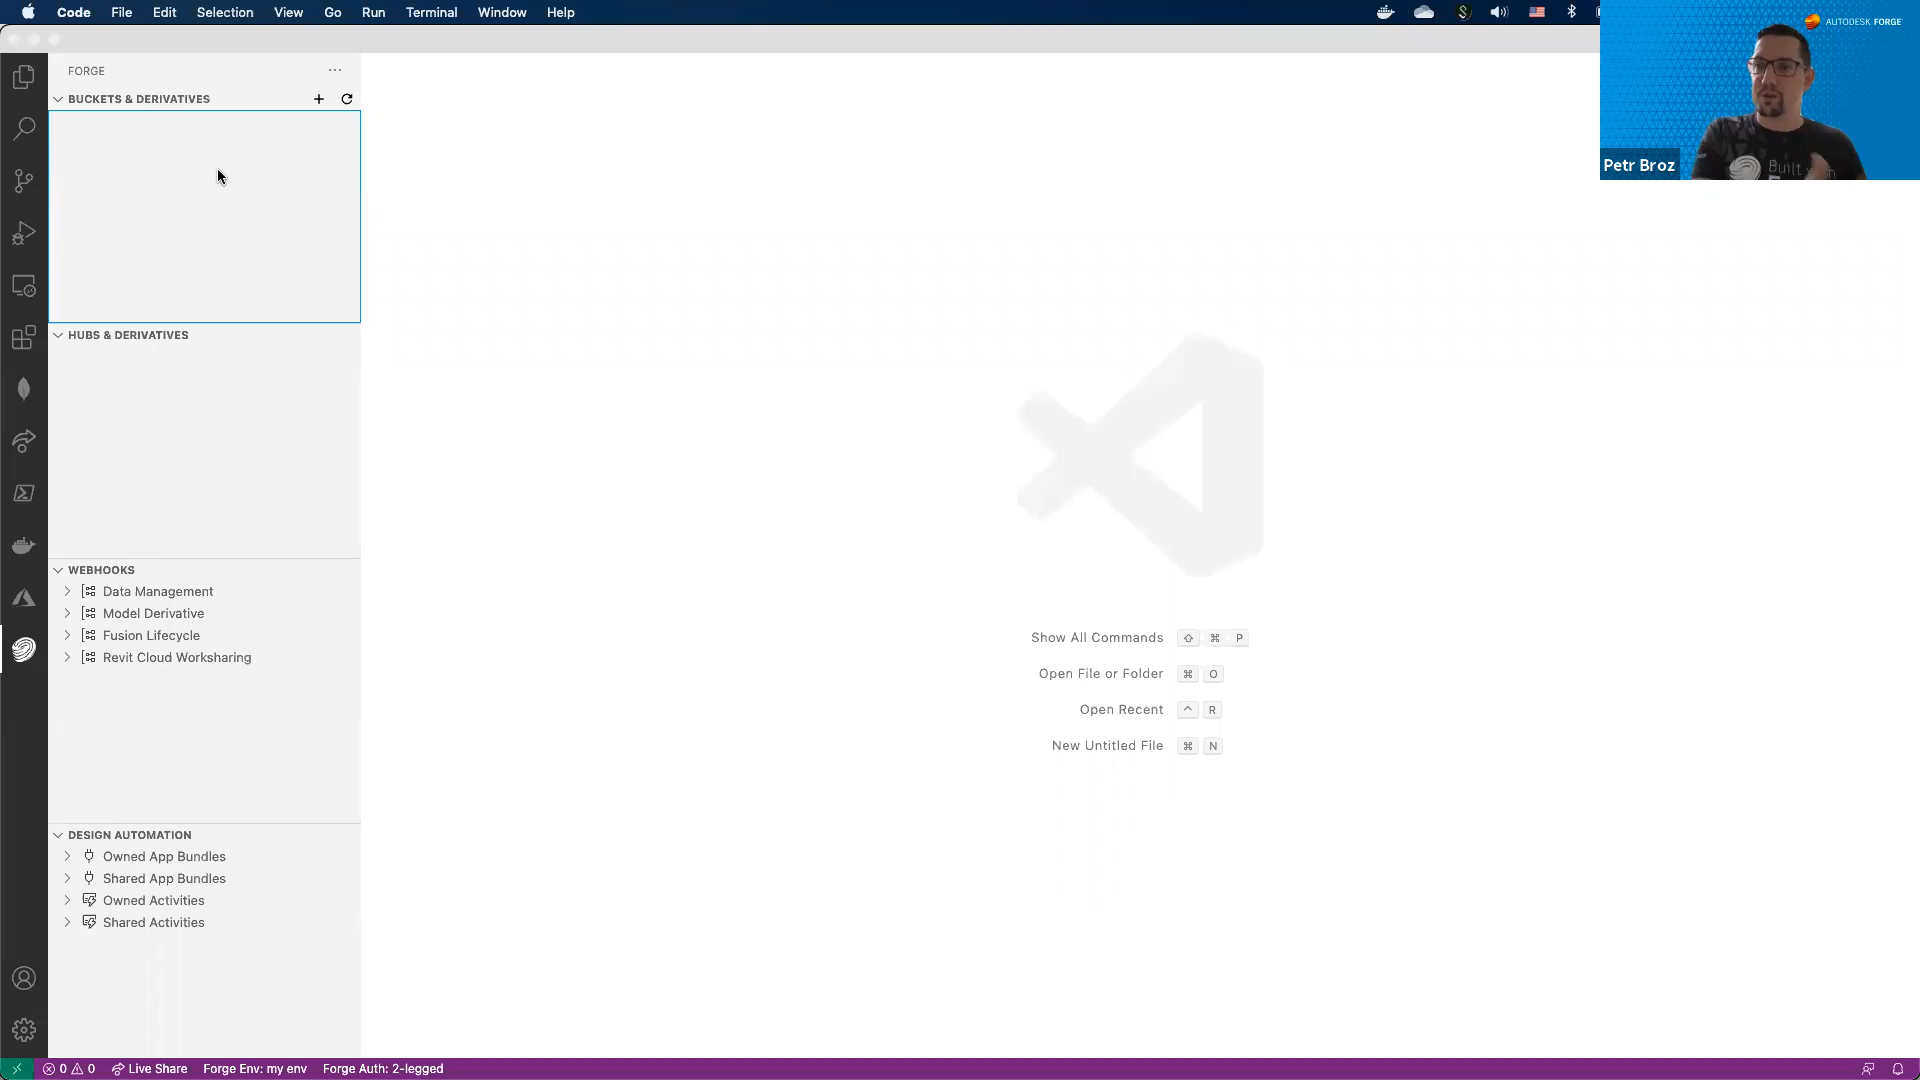 Code File Edit Selection View Go Run Terminal Window Help
AUTODESK FORGE
Petr Broz
Built with
FORGE
BUCKETS & DERIVATIVES
HUBS & DERIVATIVES
WEBHOOKS
Data Management
Model Derivative
Fusion Lifecycle
Revit Cloud Worksharing
DESIGN AUTOMATION
Owned App Bundles
Shared App Bundles
Owned Activities
Shared Activities
Show All Commands ⇧ ⌘ P
Open File or Folder ⌘ O
Open Recent ^ R
New Untitled File ⌘ N
0 0 Live Share Forge Env: my env Forge Auth: 2-legged